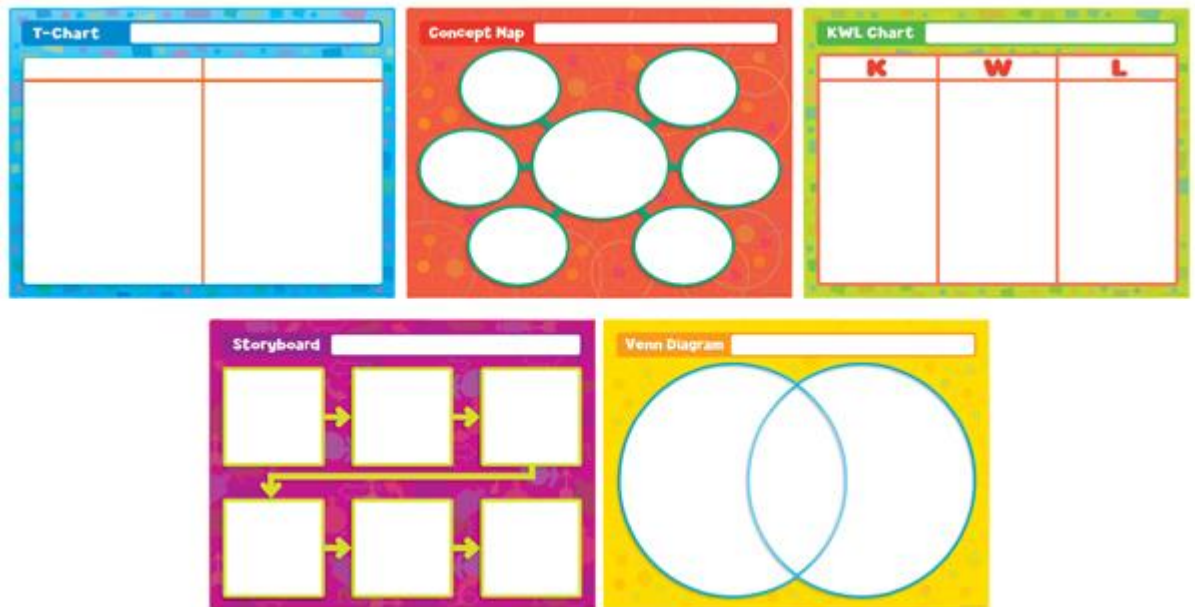 T-Chart
Concept Map
KWL Chart
K W L
Storyboard
Venn Diagram